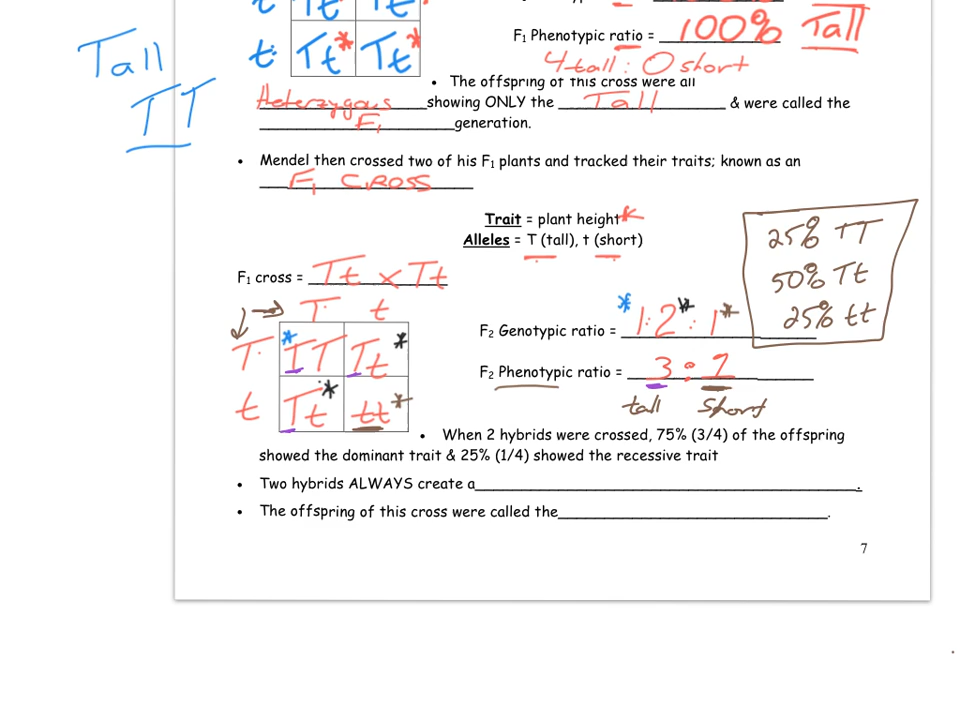 t Tt Tt*
F₁ Phenotypic ratio = 100% Tall
t Tt* Tt*
4 tall : 0 short
Tall
TT
• The offspring of this cross were all
Heterzygous showing ONLY the Tall & were called the
F₁ generation.
• Mendel then crossed two of his F₁ plants and tracked their traits; known as an
F₁ CROSS
Trait = plant height*
Alleles = T (tall), t (short)
25% TT
50% Tt
25% tt
F₁ cross = Tt x Tt
T t
F₂ Genotypic ratio = *1:2*:1*
T *TT Tt*
F₂ Phenotypic ratio = 3:1
tall short
t Tt* tt*
• When 2 hybrids were crossed, 75% (3/4) of the offspring
showed the dominant trait & 25% (1/4) showed the recessive trait
• Two hybrids ALWAYS create a.
• The offspring of this cross were called the.
7